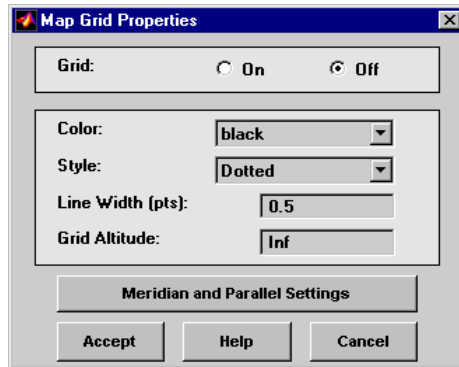 Map Grid Properties
Grid: On Off
Color: black
Style: Dotted
Line Width (pts): 0.5
Grid Altitude: Inf
Meridian and Parallel Settings
Accept Help Cancel